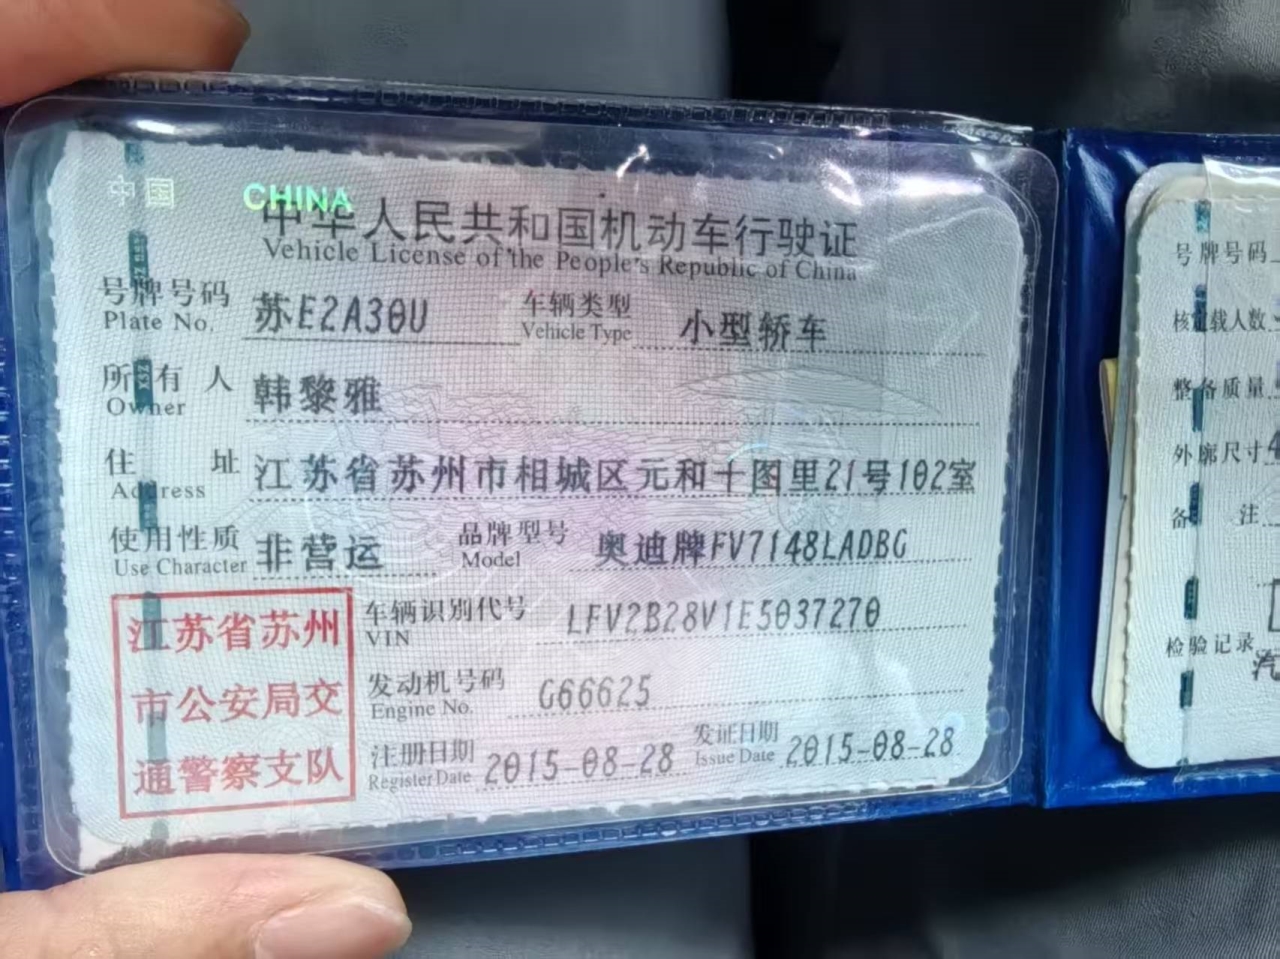 中国 CHINA
中华人民共和国机动车行驶证
Vehicle License of the People's Republic of China
号牌号码 苏E2A30U 车辆类型 小型轿车
Plate No. Vehicle Type
所有人 韩黎雅
Owner
住址 江苏省苏州市相城区元和十图里21号102室
Address
使用性质 非营运 品牌型号 奥迪牌FV7148LADBG
Use Character Model
江苏省苏州
市公安局交
通警察支队
车辆识别代号 LFV2B28V1E5037270
VIN
发动机号码 G66625
Engine No.
注册日期 2015-08-28 发证日期 2015-08-28
Register Date Issue Date
号牌号码
核定载人数
整备质量
外廓尺寸
备注
检验记录